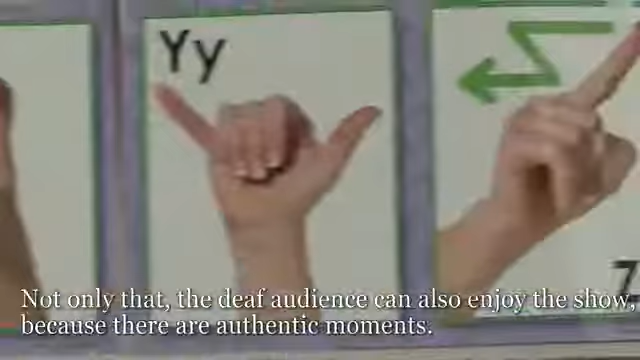 Yy
Z
Not only that, the deaf audience can also enjoy the show,
because there are authentic moments.